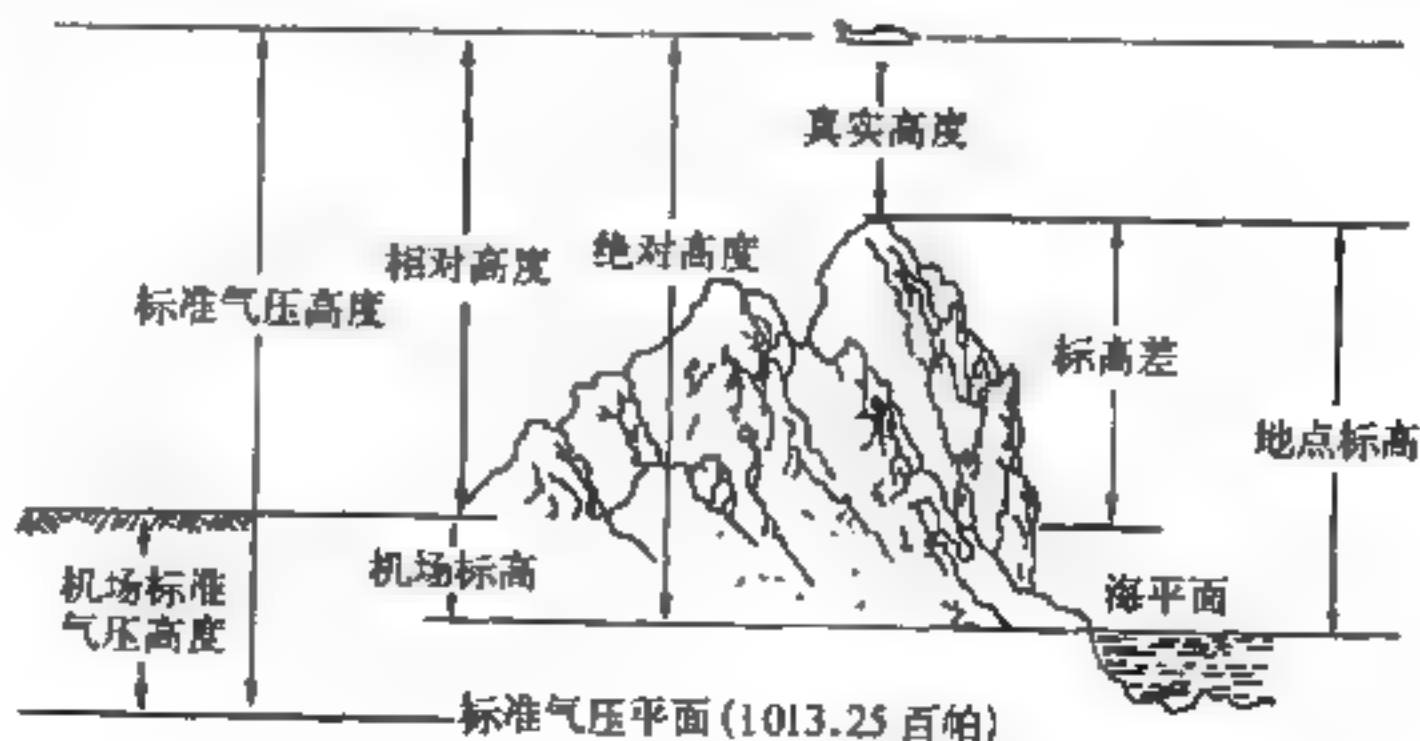 真实高度
相对高度
绝对高度
标准气压高度
标高差
地点标高
机场标高
机场标准
气压高度
海平面
标准气压平面(1013.25百帕)